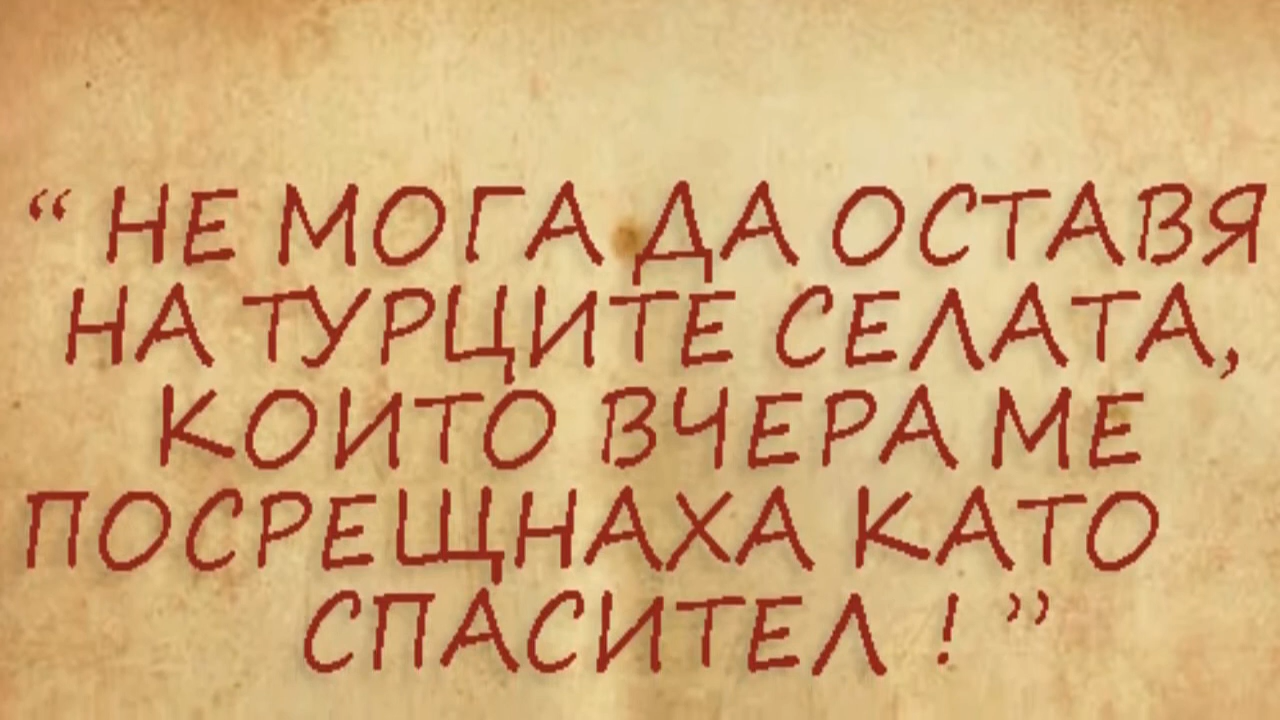 “ НЕ МОГА ДА ОСТАВЯ
НА ТУРЦИТЕ СЕЛАТА,
КОИТО ВЧЕРА МЕ
ПОСРЕЩНАХА КАТО
СПАСИТЕЛ ! ”